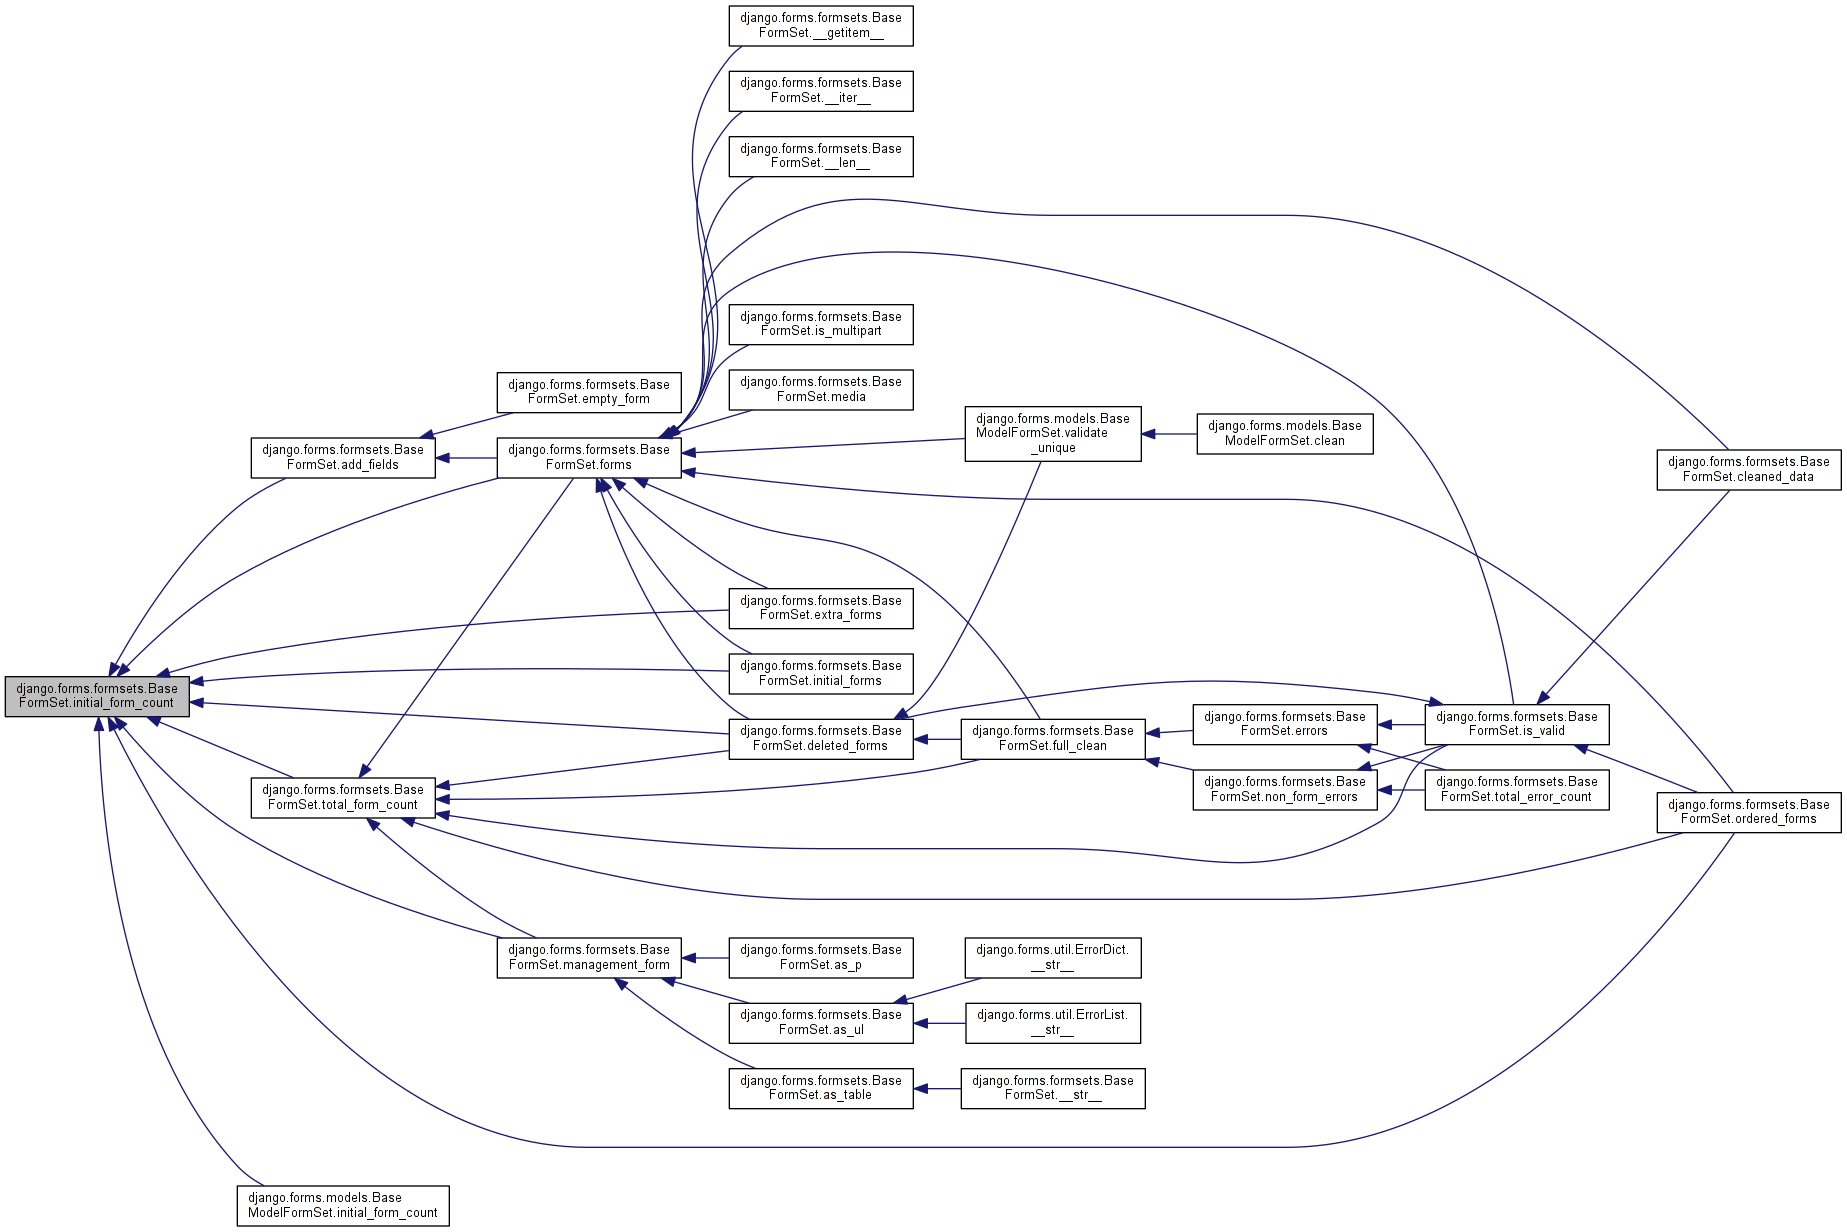 django.forms.formsets.Base
FormSet.__getitem__
django.forms.formsets.Base
FormSet.__iter__
django.forms.formsets.Base
FormSet.__len__
django.forms.formsets.Base
FormSet.is_multipart
django.forms.formsets.Base
FormSet.media
django.forms.formsets.Base
FormSet.empty_form
django.forms.formsets.Base
FormSet.add_fields
django.forms.formsets.Base
FormSet.forms
django.forms.models.Base
ModelFormSet.validate
_unique
django.forms.models.Base
ModelFormSet.clean
django.forms.formsets.Base
FormSet.cleaned_data
django.forms.formsets.Base
FormSet.extra_forms
django.forms.formsets.Base
FormSet.initial_forms
django.forms.formsets.Base
FormSet.initial_form_count
django.forms.formsets.Base
FormSet.deleted_forms
django.forms.formsets.Base
FormSet.full_clean
django.forms.formsets.Base
FormSet.errors
django.forms.formsets.Base
FormSet.is_valid
django.forms.formsets.Base
FormSet.total_form_count
django.forms.formsets.Base
FormSet.non_form_errors
django.forms.formsets.Base
FormSet.total_error_count
django.forms.formsets.Base
FormSet.ordered_forms
django.forms.formsets.Base
FormSet.management_form
django.forms.formsets.Base
FormSet.as_p
django.forms.util.ErrorDict.
__str__
django.forms.formsets.Base
FormSet.as_ul
django.forms.util.ErrorList.
__str__
django.forms.formsets.Base
FormSet.as_table
django.forms.formsets.Base
FormSet.__str__
django.forms.models.Base
ModelFormSet.initial_form_count